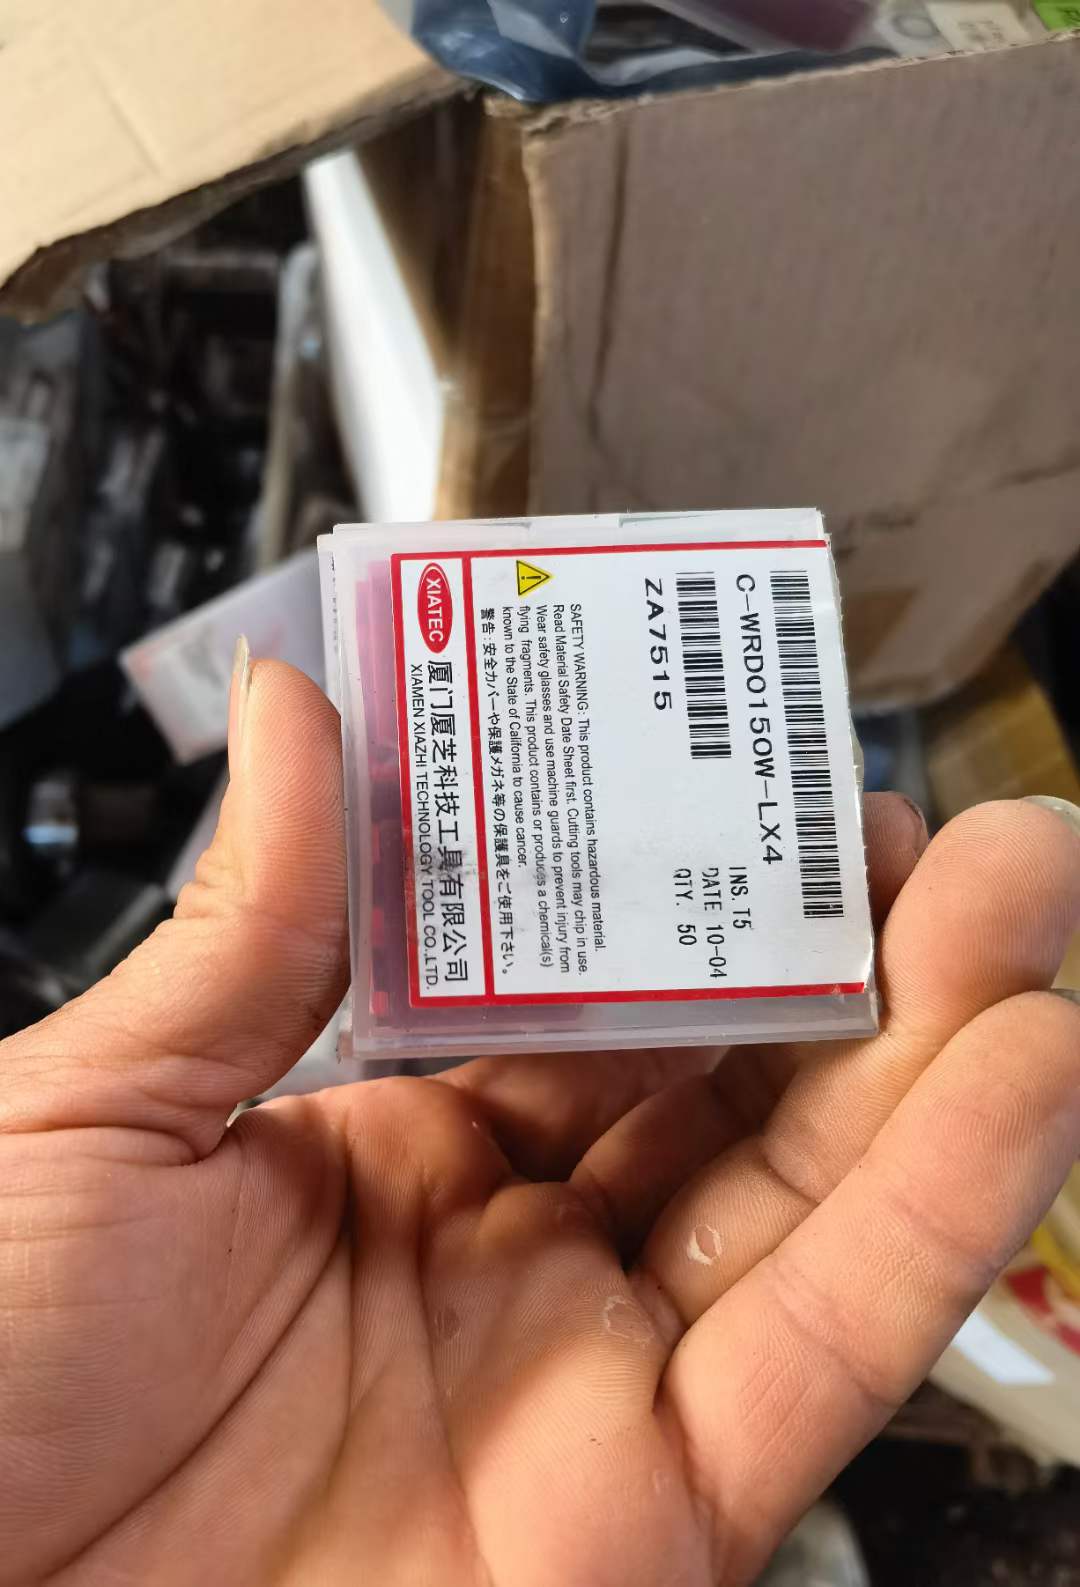 C-WRD0150W-LX4
INS. T5
DATE 10-04
QTY. 50
ZA7515
SAFETY WARNING: This product contains hazardous material.
Read Material Safety Date Sheet first. Cutting tools may chip in use.
Wear safety glasses and use machine guards to prevent injury from
flying fragments. This product contains or produces a chemical(s)
known to the State of California to cause cancer.
警告:安全カバーや保護メガネ等の保護具をご使用下さい。
XIATEC
厦门厦芝科技工具有限公司
XIAMEN XIAZHI TECHNOLOGY TOOL CO.,LTD.